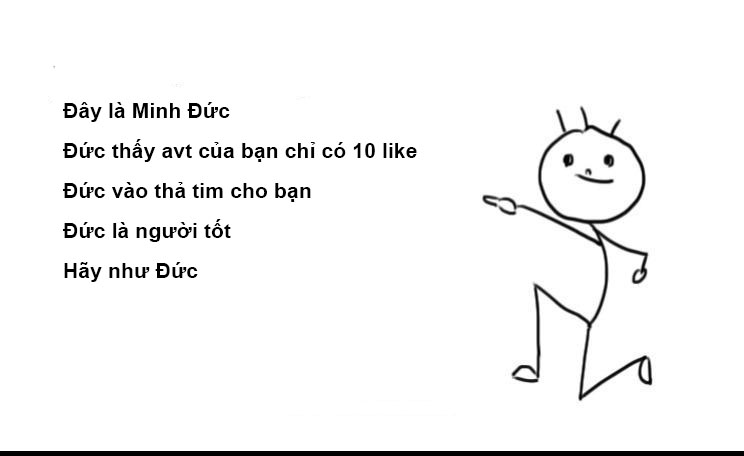 Đây là Minh Đức
Đức thấy avt của bạn chỉ có 10 like
Đức vào thả tim cho bạn
Đức là người tốt
Hãy như Đức